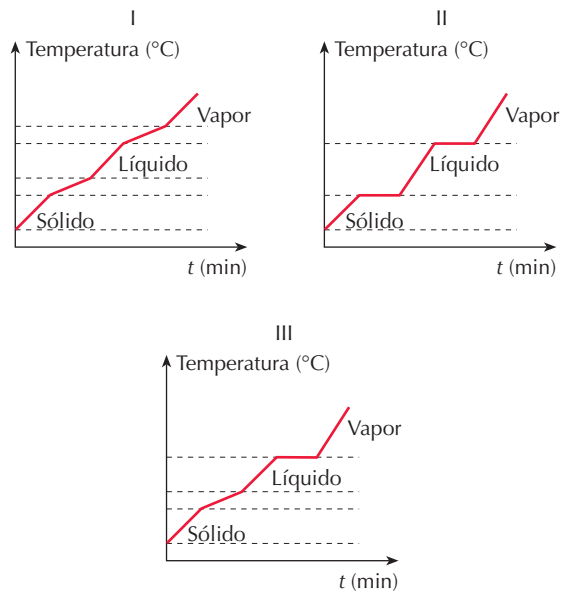 I
Temperatura (°C)
Vapor
Líquido
Sólido
t (min)
II
Temperatura (°C)
Vapor
Líquido
Sólido
t (min)
III
Temperatura (°C)
Vapor
Líquido
Sólido
t (min)